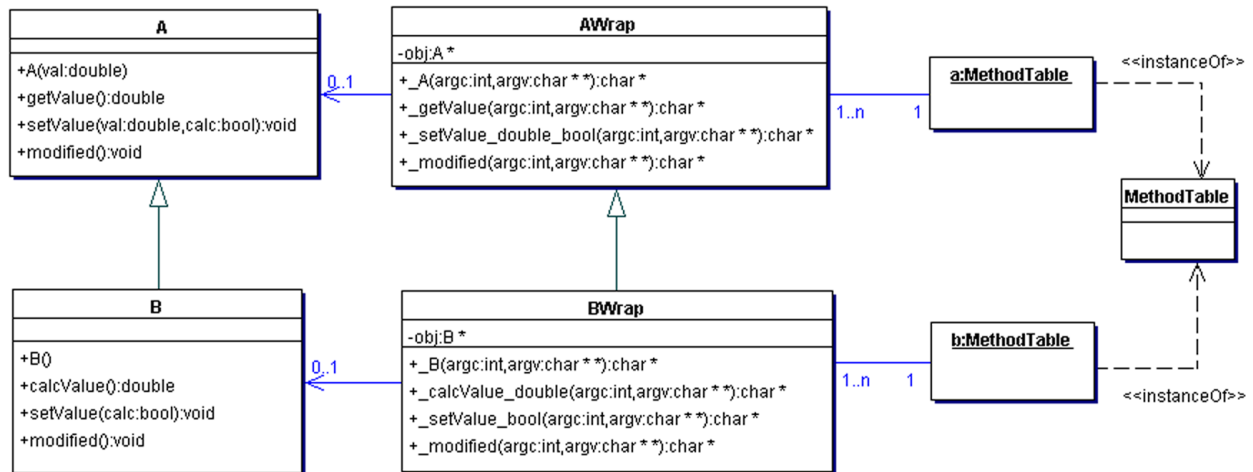 A
+A(val:double)
+getValue():double
+setValue(val:double,calc:bool):void
+modified():void
0..1
AWrap
-obj:A *
+_A(argc:int,argv:char * *):char *
+_getValue(argc:int,argv:char * *):char *
+_setValue_double_bool(argc:int,argv:char * *):char *
+_modified(argc:int,argv:char * *):char *
1..n
1
a:MethodTable
<<instanceOf>>
MethodTable
B
+B()
+calcValue():double
+setValue(calc:bool):void
+modified():void
0..1
BWrap
-obj:B *
+_B(argc:int,argv:char * *):char *
+_calcValue_double(argc:int,argv:char * *):char *
+_setValue_bool(argc:int,argv:char * *):char *
+_modified(argc:int,argv:char * *):char *
1..n
1
b:MethodTable
<<instanceOf>>